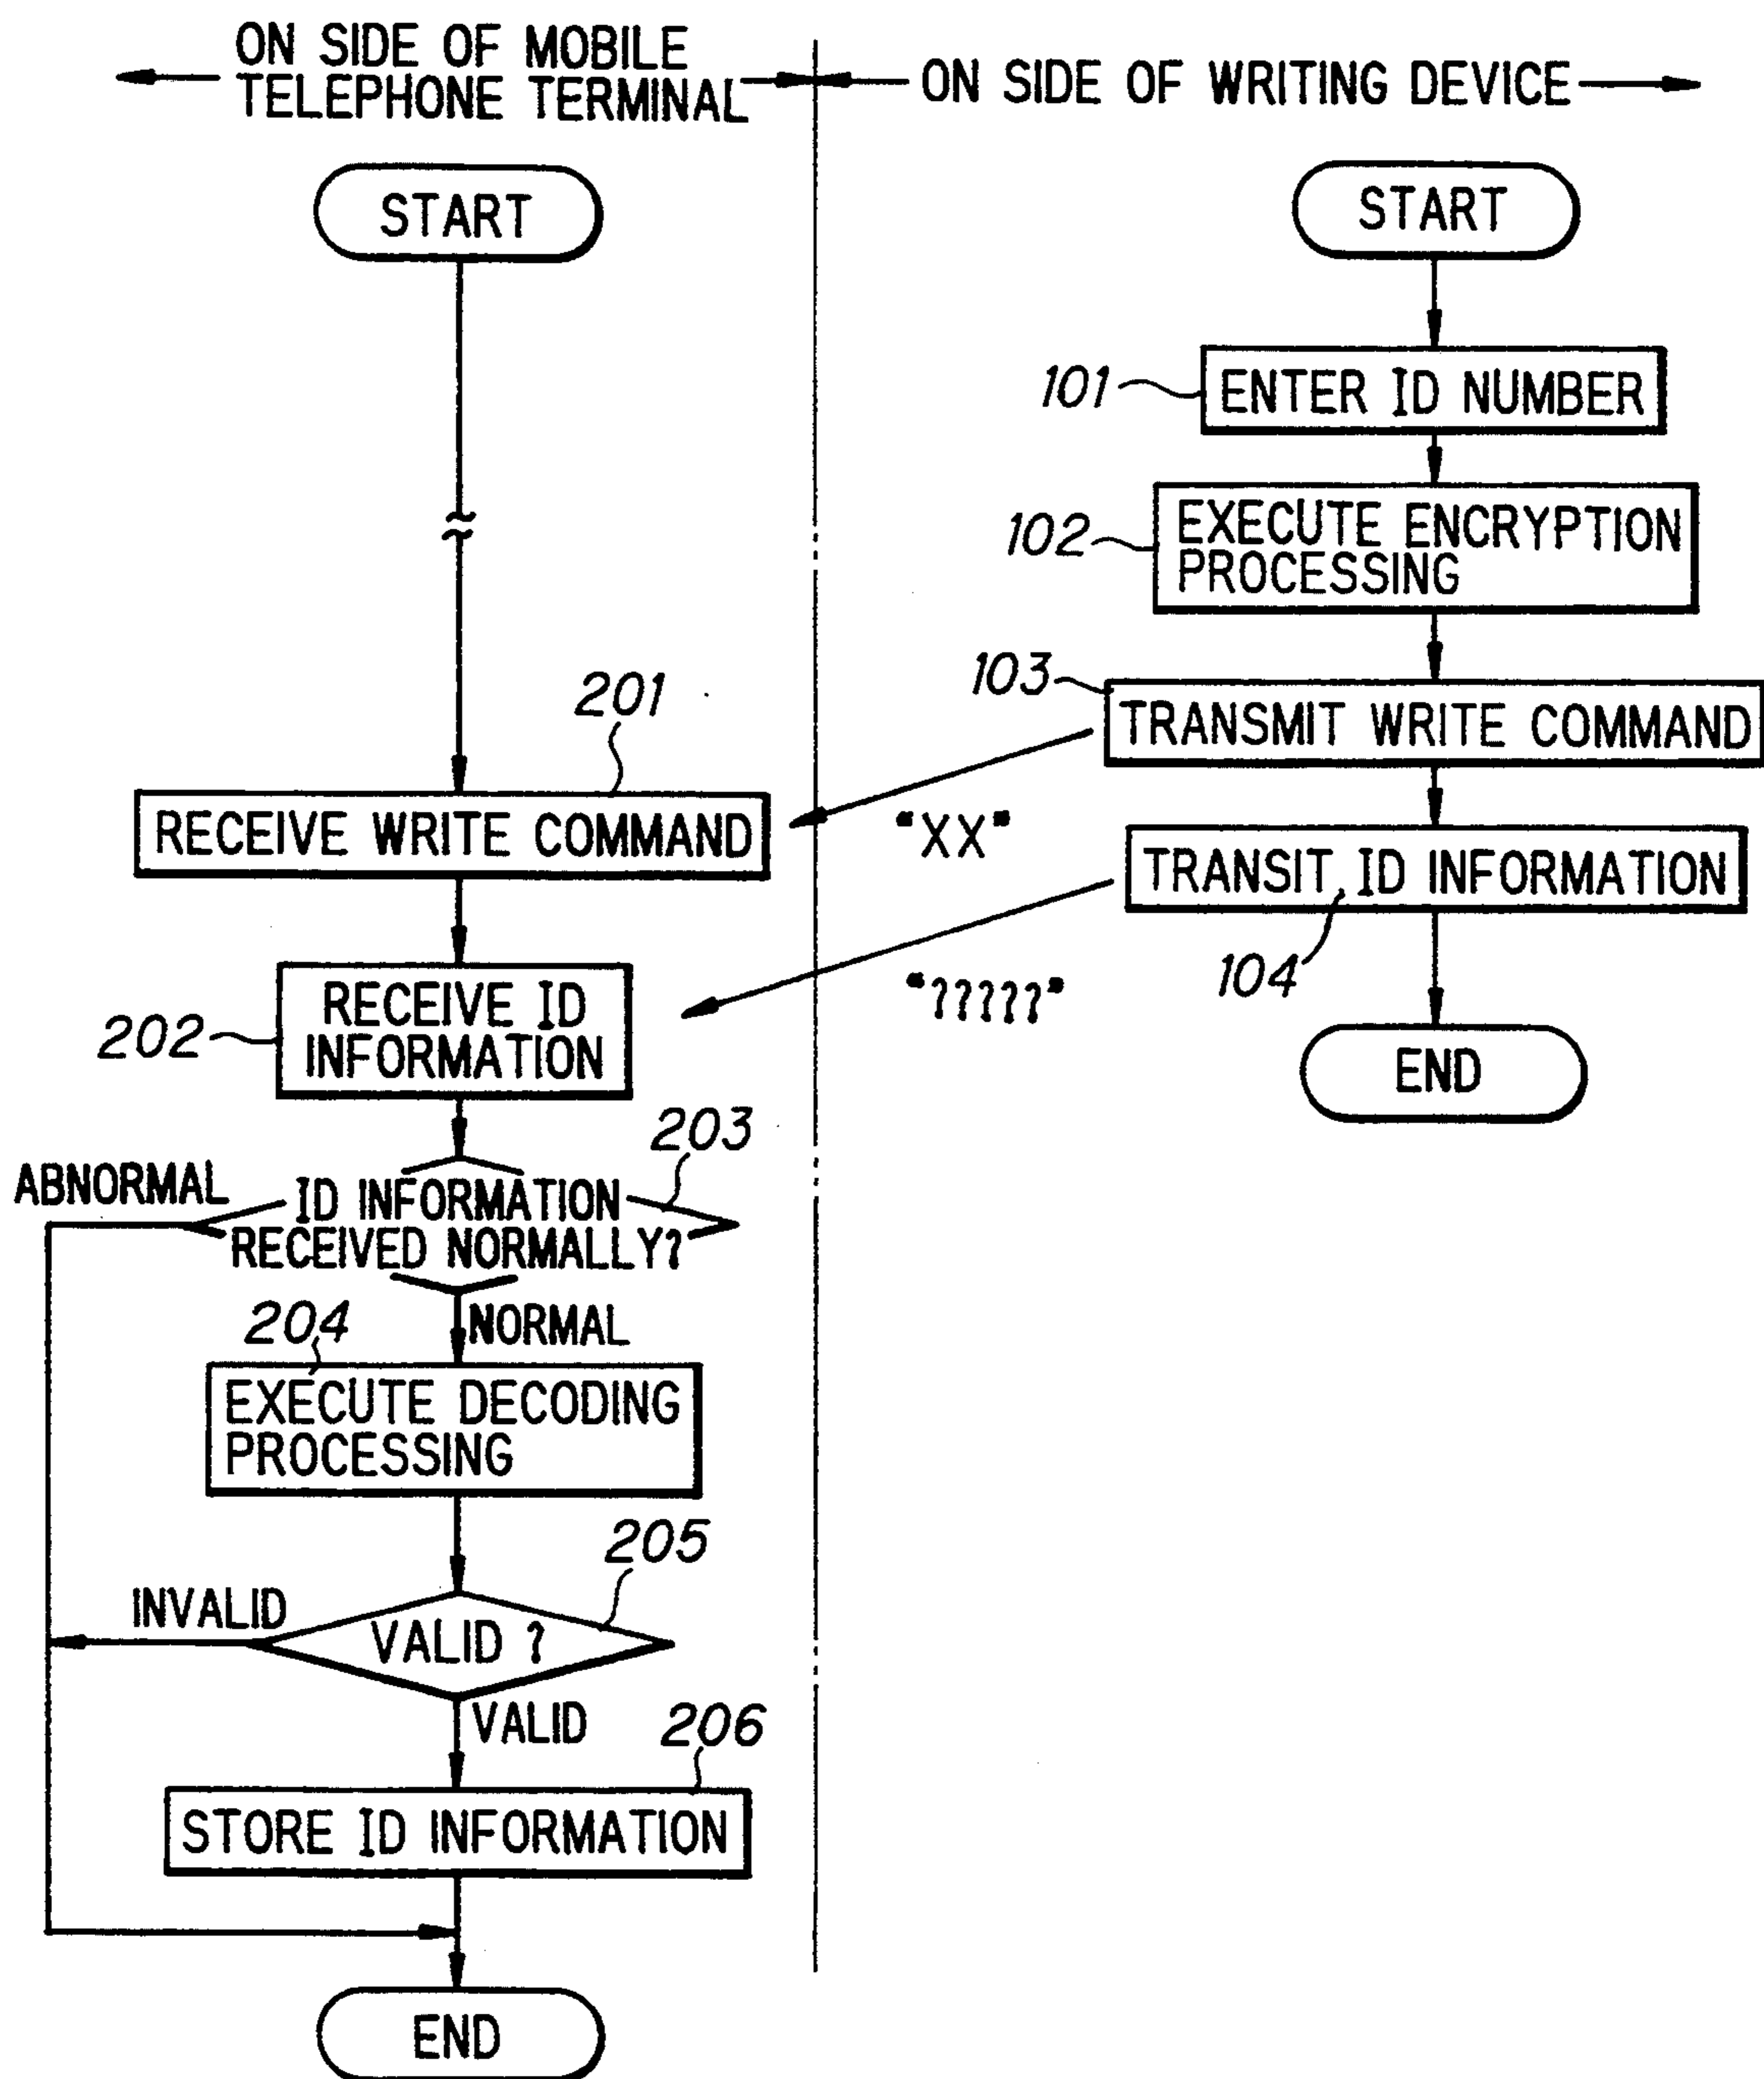 ON SIDE OF MOBILE
TELEPHONE TERMINAL
ON SIDE OF WRITING DEVICE
START
START
101
ENTER ID NUMBER
102
EXECUTE ENCRYPTION
PROCESSING
103
TRANSMIT WRITE COMMAND
201
RECEIVE WRITE COMMAND
"XX"
TRANSIT ID INFORMATION
104
202
RECEIVE ID
INFORMATION
"?????"
END
203
ABNORMAL
ID INFORMATION
RECEIVED NORMALLY?
NORMAL
204
EXECUTE DECODING
PROCESSING
205
INVALID
VALID ?
VALID
206
STORE ID INFORMATION
END